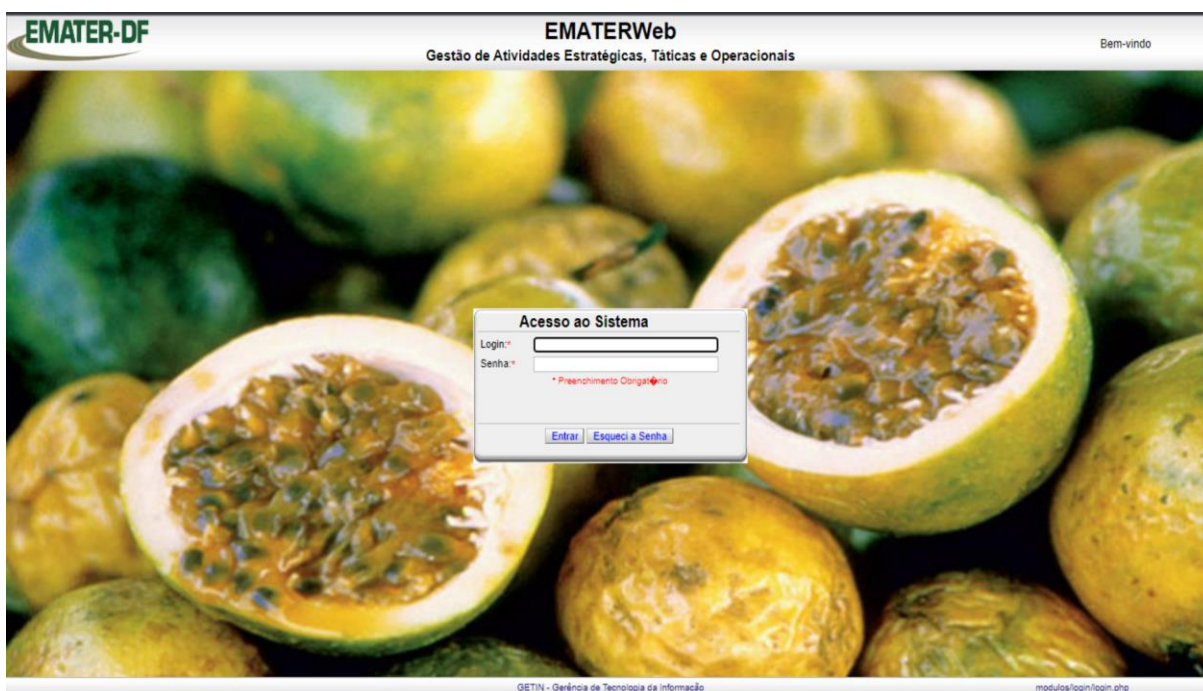 EMATER-DF
EMATERWeb
Gestão de Atividades Estratégicas, Táticas e Operacionais
Bem-vindo
Acesso ao Sistema
Login:*
Senha:*
* Preenchimento Obrigat�rio
Entrar Esqueci a Senha
GETIN - Gerência de Tecnologia da Informação
modulos/login/login.php